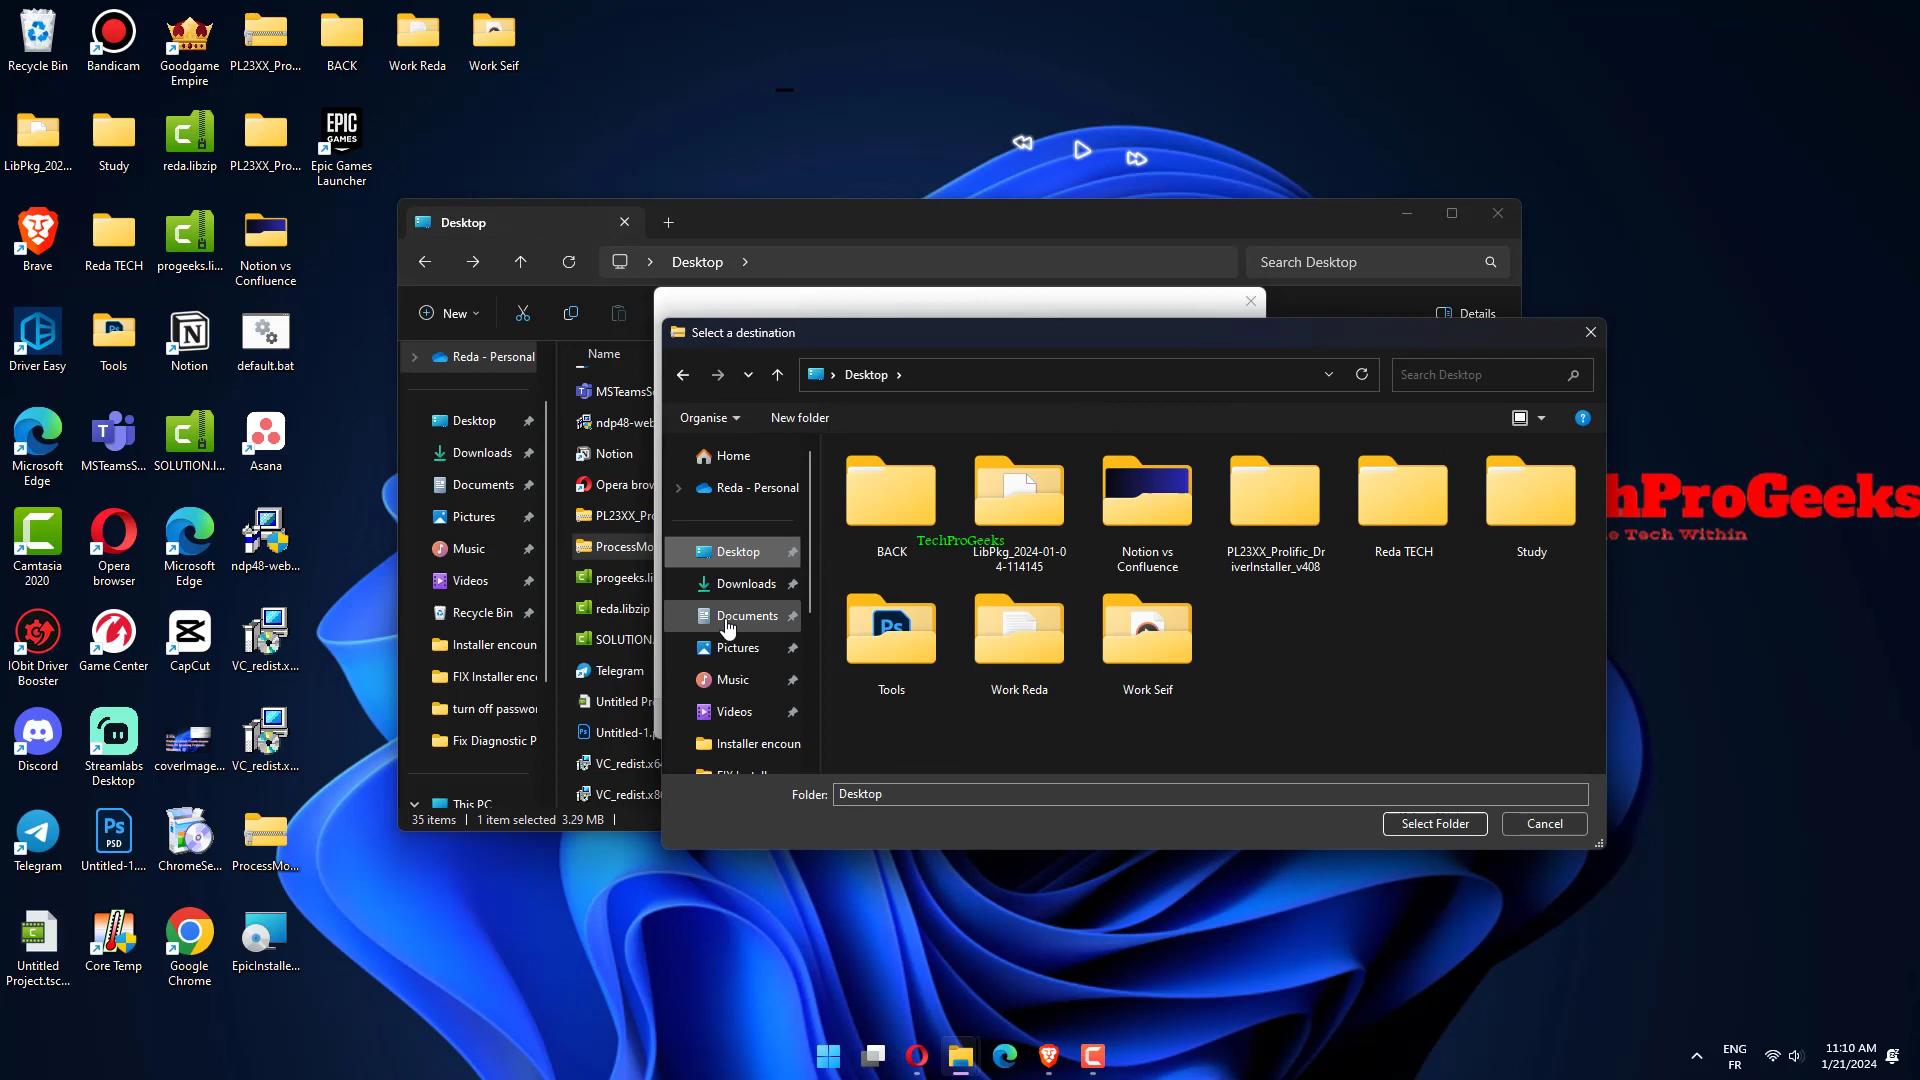 Recycle Bin
Bandicam
Goodgame
Empire
PL23XX_Pro...
BACK
Work Reda
Work Seif
LibPkg_202...
Study
reda.libzip
PL23XX_Pro...
Epic Games
Launcher
EPIC
GAMES
Brave
Reda TECH
progeeks.li...
Notion vs
Confluence
Driver Easy
Tools
Notion
default.bat
Microsoft
Edge
MSTeamsS...
SOLUTION.l...
Asana
Camtasia
2020
Opera
browser
Microsoft
Edge
ndp48-web...
IObit Driver
Booster
Game Center
CapCut
VC_redist.x...
Discord
Streamlabs
Desktop
coverImage...
VC_redist.x...
Telegram
Ps
PSD
Untitled-1....
ChromeSe...
ProcessMo...
Untitled
Project.tsc...
Core Temp
Google
Chrome
EpicInstalle...
Desktop
Desktop
Search Desktop
New
Details
Reda - Personal
Desktop
Downloads
Documents
Pictures
Music
Videos
Recycle Bin
Installer encoun
FIX Installer enc
turn off passwo
Fix Diagnostic P
This PC
Name
MSTeamsS
ndp48-web
Notion
Opera brow
PL23XX_Pr
ProcessMo
progeeks.li
reda.libzip
SOLUTION.
Telegram
Untitled Pr
Untitled-1.
VC_redist.x6
VC_redist.x8
35 items
1 item selected 3.29 MB
Select a destination
Desktop
Search Desktop
Organise
New folder
Home
Reda - Personal
Desktop
Downloads
Documents
Pictures
Music
Videos
Installer encoun
BACK
TechProGeeks
LibPkg_2024-01-0
4-114145
Notion vs
Confluence
PL23XX_Prolific_Dr
iverInstaller_v408
Reda TECH
Study
Ps
Tools
Work Reda
Work Seif
Folder:
Desktop
Select Folder
Cancel
hProGeeks
e Tech Within
ENG
FR
11:10 AM
1/21/2024